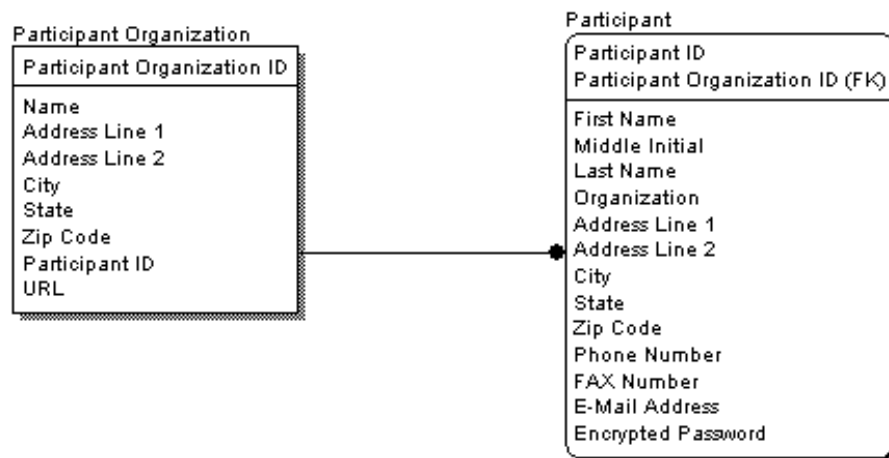 Participant Organization
Participant Organization ID
Name
Address Line 1
Address Line 2
City
State
Zip Code
Participant ID
URL
Participant
Participant ID
Participant Organization ID (FK)
First Name
Middle Initial
Last Name
Organization
Address Line 1
Address Line 2
City
State
Zip Code
Phone Number
FAX Number
E-Mail Address
Encrypted Password